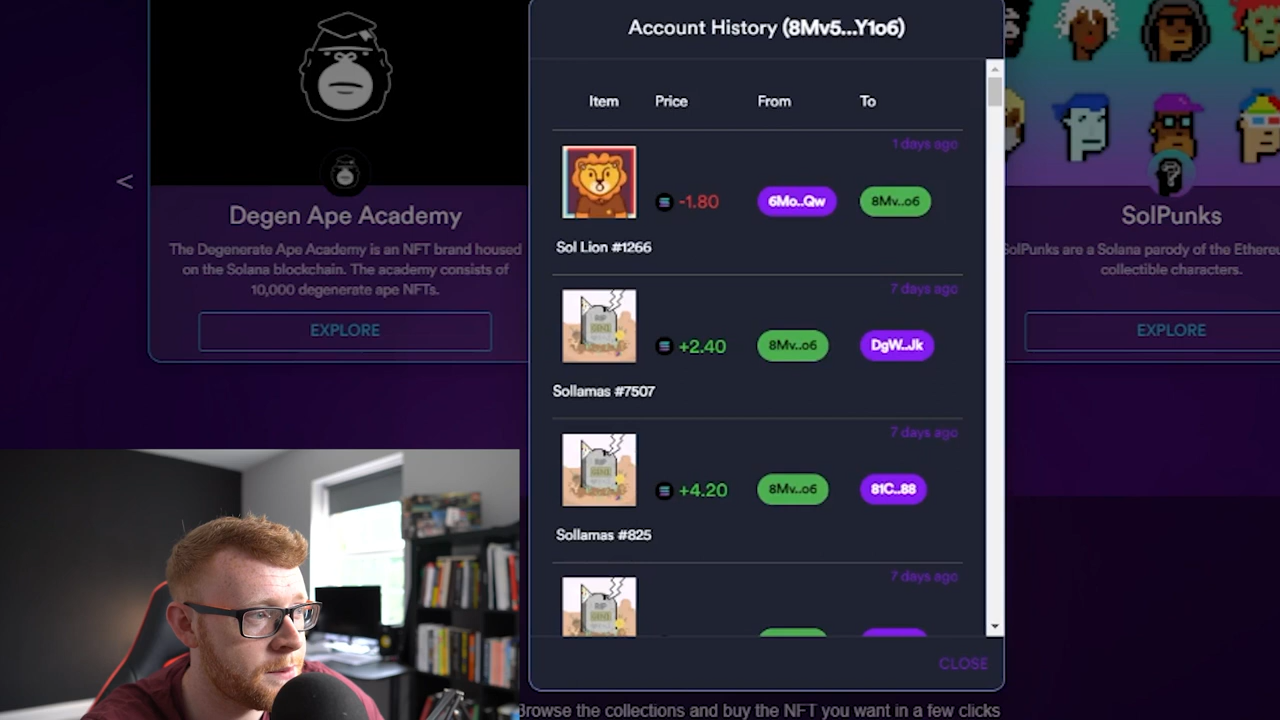 Account History (8Mv5...Y1o6)
Item Price From To
1 days ago
-1.80 6Mo..Qw 8Mv..o6
Sol Lion #1266
7 days ago
+2.40 8Mv..o6 DgW..Jk
Sollamas #7507
7 days ago
+4.20 8Mv..o6 81C..88
Sollamas #825
7 days ago
CLOSE
<
Degen Ape Academy
The Degenerate Ape Academy is an NFT brand housed
on the Solana blockchain. The academy consists of
10,000 degenerate ape NFTs.
EXPLORE
SolPunks
SolPunks are a Solana parody of the Ethere
collectible characters.
EXPLORE
Browse the collections and buy the NFT you want in a few clicks